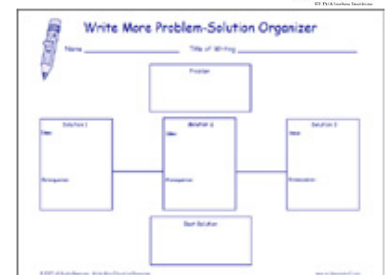 Write More Problem-Solution Organizer
Name Title of Writing
Problem
Solution 1 Solution 2 Solution 3
Idea: Idea: Idea:
Consequence: Consequence: Consequence:
Best Solution